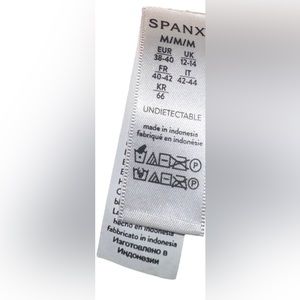 SPANX
M/M/M
EUR UK
38-40 12-14
FR IT
40-42 42-44
KR
66
UNDIETECTABLE
made in indonesia
fabriqué en indonésie
hecho en indonesia
fabbricato in indonesia
Изготовлено в
Индонезии